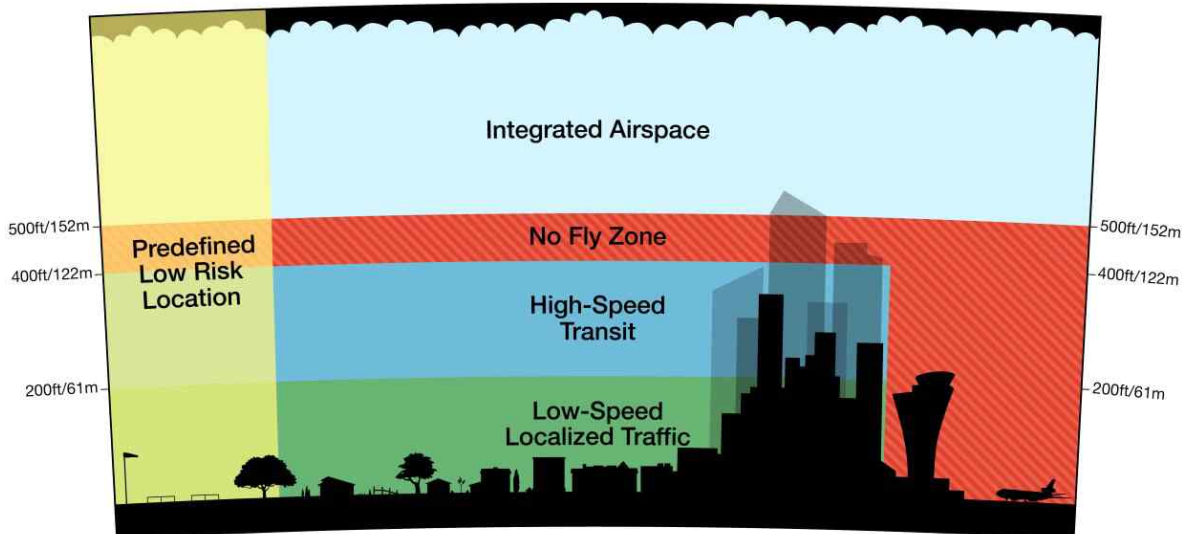 Integrated Airspace
500ft/152m
No Fly Zone
500ft/152m
Predefined
Low Risk
Location
400ft/122m
400ft/122m
High-Speed
Transit
200ft/61m
200ft/61m
Low-Speed
Localized Traffic